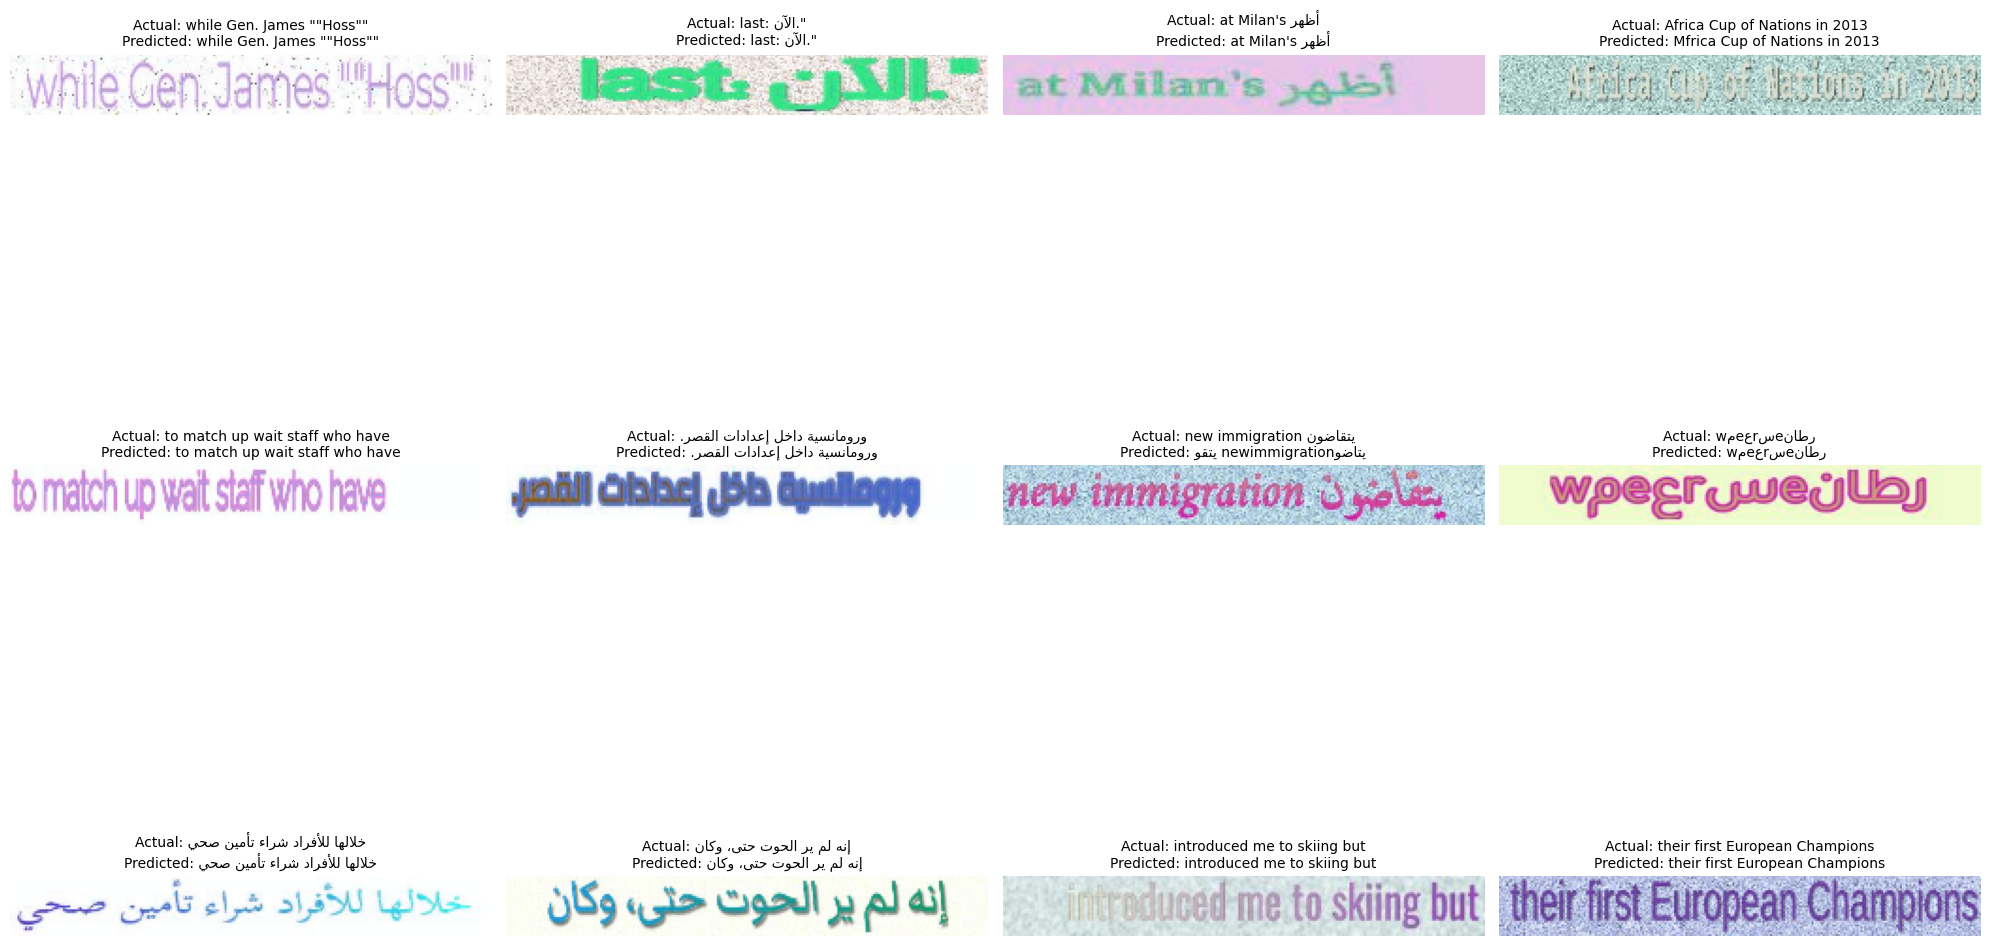 Actual: while Gen. James ""Hoss""
Predicted: while Gen. James ""Hoss""
while Gen. James ""Hoss""
Actual: last: الآن."
Predicted: last: الآن."
last: الآن."
Actual: at Milan's أظهر
Predicted: at Milan's أظهر
at Milan's أظهر
Actual: Africa Cup of Nations in 2013
Predicted: Mfrica Cup of Nations in 2013
Africa Cup of Nations in 2013
Actual: to match up wait staff who have
Predicted: to match up wait staff who have
to match up wait staff who have
Actual: ورومانسية داخل إعدادات القصر.
Predicted: ورومانسية داخل إعدادات القصر.
ورومانسية داخل إعدادات القصر.
Actual: new immigration يتقاضون
Predicted: يتقو newimmigrationيتاضون
new immigration يتقاضون
Actual: wمeعrسeرطان
Predicted: wمeعrسeرطان
wمeعrسeرطان
Actual: خلالها للأفراد شراء تأمين صحي
Predicted: خلالها للأفراد شراء تأمين صحي
خلالها للأفراد شراء تأمين صحي
Actual: إنه لم ير الحوت حتى، وكان
Predicted: إنه لم ير الحوت حتى، وكان
إنه لم ير الحوت حتى، وكان
Actual: introduced me to skiing but
Predicted: introduced me to skiing but
introduced me to skiing but
Actual: their first European Champions
Predicted: their first European Champions
their first European Champions